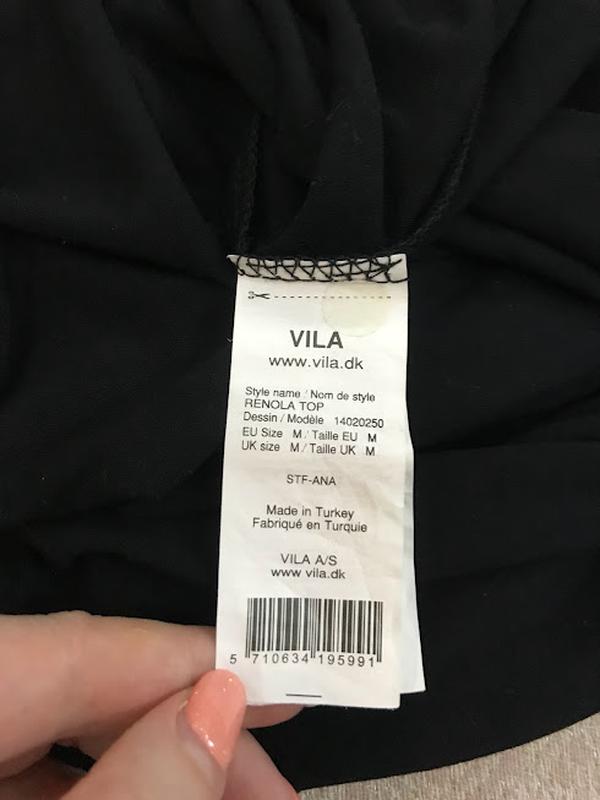 VILA
www.vila.dk
Style name / Nom de style
RENOLA TOP
Dessin / Modèle 14020250
EU Size M / Taille EU M
UK size M / Taille UK M
STF-ANA
Made in Turkey
Fabriqué en Turquie
VILA A/S
www.vila.dk
5 710634 195991